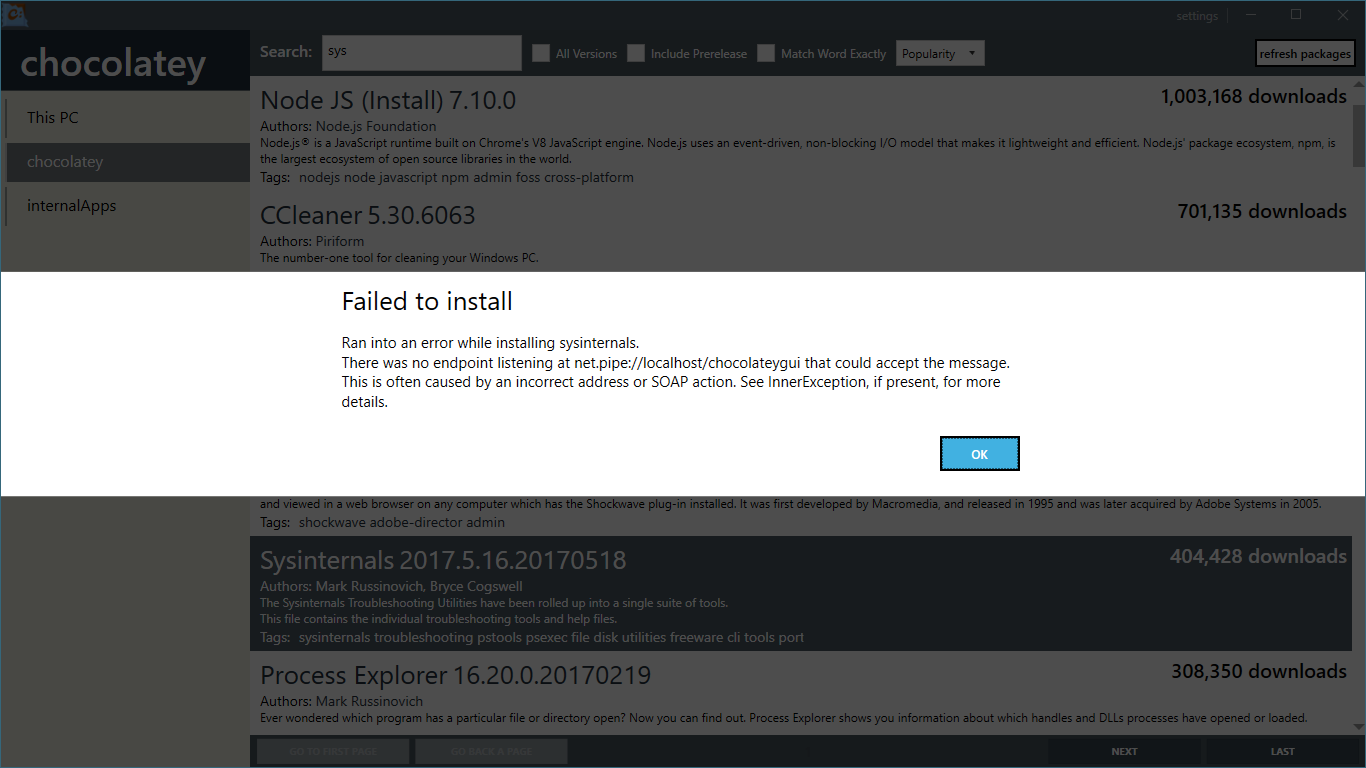 settings
chocolatey
Search: sys All Versions Include Prerelease Match Word Exactly Popularity refresh packages
This PC
chocolatey
internalApps
Node JS (Install) 7.10.0 1,003,168 downloads
Authors: Node.js Foundation
Node.js® is a JavaScript runtime built on Chrome's V8 JavaScript engine. Node.js uses an event-driven, non-blocking I/O model that makes it lightweight and efficient. Node.js' package ecosystem, npm, is
the largest ecosystem of open source libraries in the world.
Tags: nodejs node javascript npm admin foss cross-platform
CCleaner 5.30.6063 701,135 downloads
Authors: Piriform
The number-one tool for cleaning your Windows PC.
Failed to install
Ran into an error while installing sysinternals.
There was no endpoint listening at net.pipe://localhost/chocolateygui that could accept the message.
This is often caused by an incorrect address or SOAP action. See InnerException, if present, for more
details.
OK
and viewed in a web browser on any computer which has the Shockwave plug-in installed. It was first developed by Macromedia, and released in 1995 and was later acquired by Adobe Systems in 2005.
Tags: shockwave adobe-director admin
Sysinternals 2017.5.16.20170518 404,428 downloads
Authors: Mark Russinovich, Bryce Cogswell
The Sysinternals Troubleshooting Utilities have been rolled up into a single suite of tools.
This file contains the individual troubleshooting tools and help files.
Tags: sysinternals troubleshooting pstools psexec file disk utilities freeware cli tools port
Process Explorer 16.20.0.20170219 308,350 downloads
Authors: Mark Russinovich
Ever wondered which program has a particular file or directory open? Now you can find out. Process Explorer shows you information about which handles and DLLs processes have opened or loaded.
GO TO FIRST PAGE GO BACK A PAGE NEXT LAST